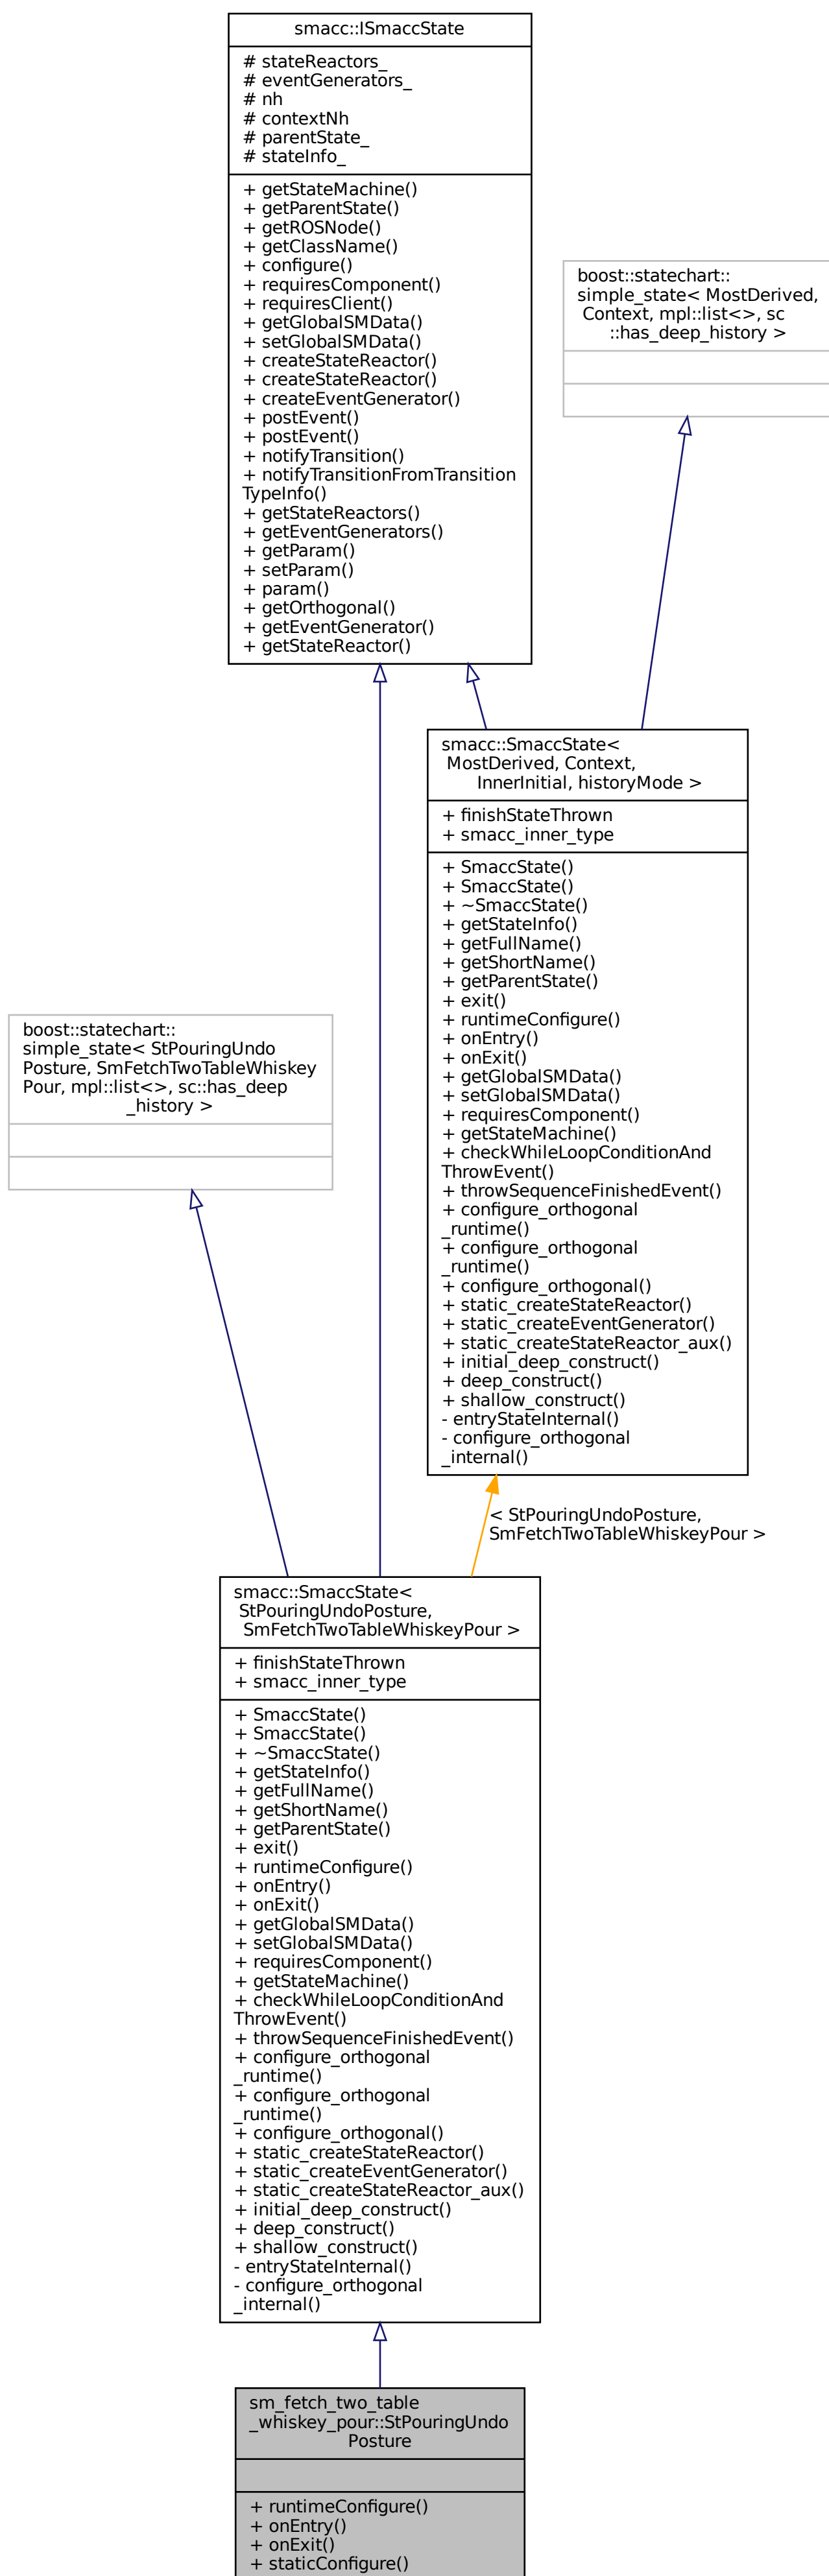 smacc::ISmaccState
# stateReactors_
# eventGenerators_
# nh
# contextNh
# parentState_
# stateInfo_
+ getStateMachine()
+ getParentState()
+ getROSNode()
+ getClassName()
+ configure()
+ requiresComponent()
+ requiresClient()
+ getGlobalSMData()
+ setGlobalSMData()
+ createStateReactor()
+ createStateReactor()
+ createEventGenerator()
+ postEvent()
+ postEvent()
+ notifyTransition()
+ notifyTransitionFromTransition
TypeInfo()
+ getStateReactors()
+ getEventGenerators()
+ getParam()
+ setParam()
+ param()
+ getOrthogonal()
+ getEventGenerator()
+ getStateReactor()
boost::statechart::
simple_state< MostDerived,
Context, mpl::list<>, sc
::has_deep_history >
smacc::SmaccState<
MostDerived, Context,
InnerInitial, historyMode >
+ finishStateThrown
+ smacc_inner_type
+ SmaccState()
+ SmaccState()
+ ~SmaccState()
+ getStateInfo()
+ getFullName()
+ getShortName()
+ getParentState()
+ exit()
+ runtimeConfigure()
+ onEntry()
+ onExit()
+ getGlobalSMData()
+ setGlobalSMData()
+ requiresComponent()
+ getStateMachine()
+ checkWhileLoopConditionAnd
ThrowEvent()
+ throwSequenceFinishedEvent()
+ configure_orthogonal
_runtime()
+ configure_orthogonal
_runtime()
+ configure_orthogonal()
+ static_createStateReactor()
+ static_createEventGenerator()
+ static_createStateReactor_aux()
+ initial_deep_construct()
+ deep_construct()
+ shallow_construct()
- entryStateInternal()
- configure_orthogonal
_internal()
boost::statechart::
simple_state< StPouringUndo
Posture, SmFetchTwoTableWhiskey
Pour, mpl::list<>, sc::has_deep
_history >
< StPouringUndoPosture,
SmFetchTwoTableWhiskeyPour >
smacc::SmaccState<
StPouringUndoPosture,
SmFetchTwoTableWhiskeyPour >
+ finishStateThrown
+ smacc_inner_type
+ SmaccState()
+ SmaccState()
+ ~SmaccState()
+ getStateInfo()
+ getFullName()
+ getShortName()
+ getParentState()
+ exit()
+ runtimeConfigure()
+ onEntry()
+ onExit()
+ getGlobalSMData()
+ setGlobalSMData()
+ requiresComponent()
+ getStateMachine()
+ checkWhileLoopConditionAnd
ThrowEvent()
+ throwSequenceFinishedEvent()
+ configure_orthogonal
_runtime()
+ configure_orthogonal
_runtime()
+ configure_orthogonal()
+ static_createStateReactor()
+ static_createEventGenerator()
+ static_createStateReactor_aux()
+ initial_deep_construct()
+ deep_construct()
+ shallow_construct()
- entryStateInternal()
- configure_orthogonal
_internal()
sm_fetch_two_table
_whiskey_pour::StPouringUndo
Posture
+ runtimeConfigure()
+ onEntry()
+ onExit()
+ staticConfigure()